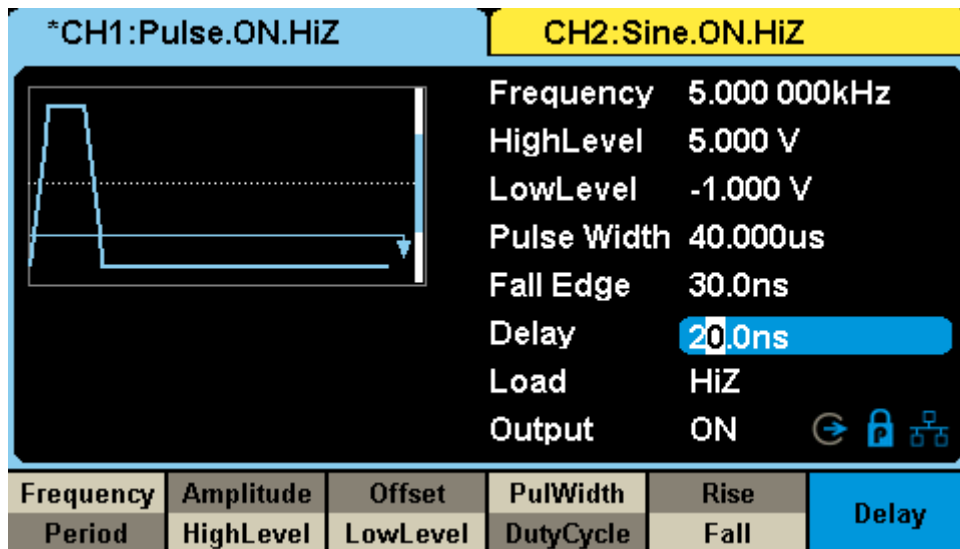 *CH1:Pulse.ON.HiZ CH2:Sine.ON.HiZ
Frequency 5.000 000kHz
HighLevel 5.000 V
LowLevel -1.000 V
Pulse Width 40.000us
Fall Edge 30.0ns
Delay 20.0ns
Load HiZ
Output ON P
Frequency Amplitude Offset PulWidth Rise Delay
Period HighLevel LowLevel DutyCycle Fall